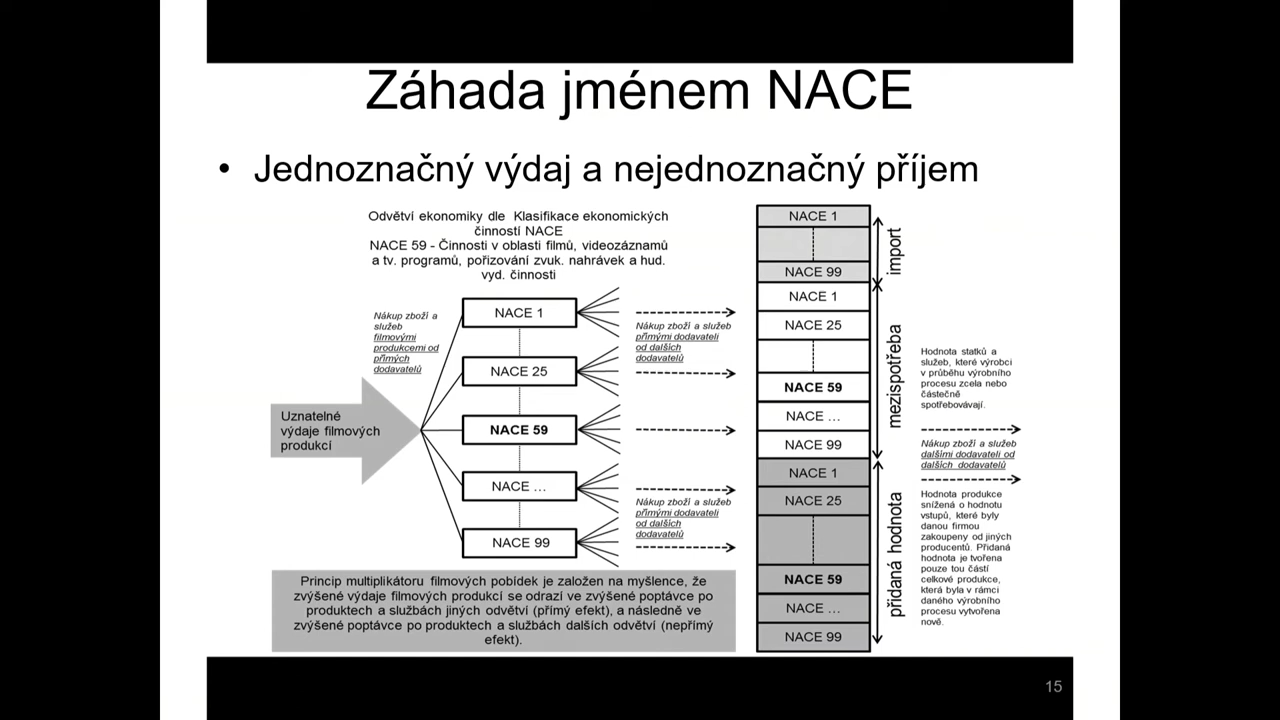 Záhada jménem NACE
• Jednoznačný výdaj a nejednoznačný příjem
Odvětví ekonomiky dle Klasifikace ekonomických
činností NACE
NACE 59 - Činnosti v oblasti filmů, videozáznamů
a tv. programů, pořizování zvuk. nahrávek a hud.
vyd. činnosti
Nákup zboží a
služeb
filmovými
produkcemi od
přímých
dodavatelů
Uznatelné
výdaje filmových
produkcí
NACE 1
NACE 25
NACE 59
NACE ...
NACE 99
Nákup zboží a služeb
přímými dodavateli
od dalších
dodavatelů
Nákup zboží a služeb
přímými dodavateli
od dalších
dodavatelů
NACE 1
NACE 99
import
NACE 1
NACE 25
NACE 59
NACE ...
NACE 99
mezispotřeba
NACE 1
NACE 25
NACE 59
NACE ...
NACE 99
přidaná hodnota
Hodnota statků a
služeb, které výrobci
v průběhu výrobního
procesu zcela nebo
částečně
spotřebovávají.
Nákup zboží a služeb
dalšími dodavateli od
dalších dodavatelů
Hodnota produkce
snížená o hodnotu
vstupů, které byly
danou firmou
zakoupeny od jiných
producentů. Přidaná
hodnota je tvořena
pouze tou částí
celkové produkce,
která byla v rámci
daného výrobního
procesu vytvořena
nově.
Princip multiplikátoru filmových pobídek je založen na myšlence, že
zvýšené výdaje filmových produkcí se odrazí ve zvýšené poptávce po
produktech a službách jiných odvětví (přímý efekt), a následně ve
zvýšené poptávce po produktech a službách dalších odvětví (nepřímý
efekt).
15